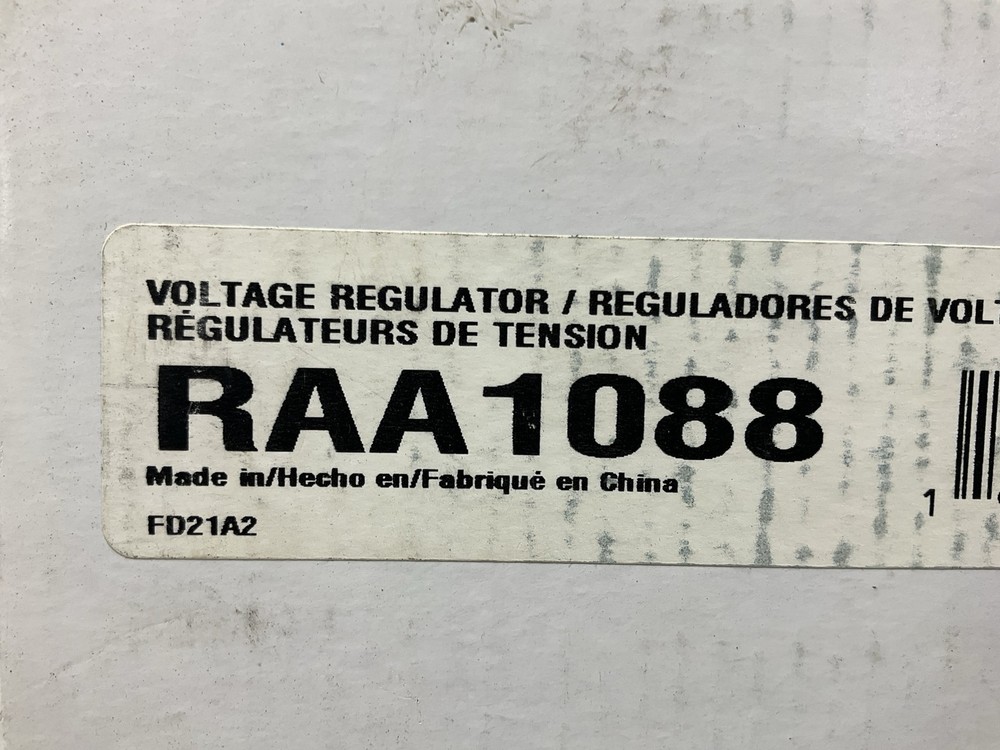 VOLTAGE REGULATOR / REGULADORES DE VOLT
RÉGULATEURS DE TENSION
RAA1088
Made in/Hecho en/Fabriqué en China
FD21A2
1